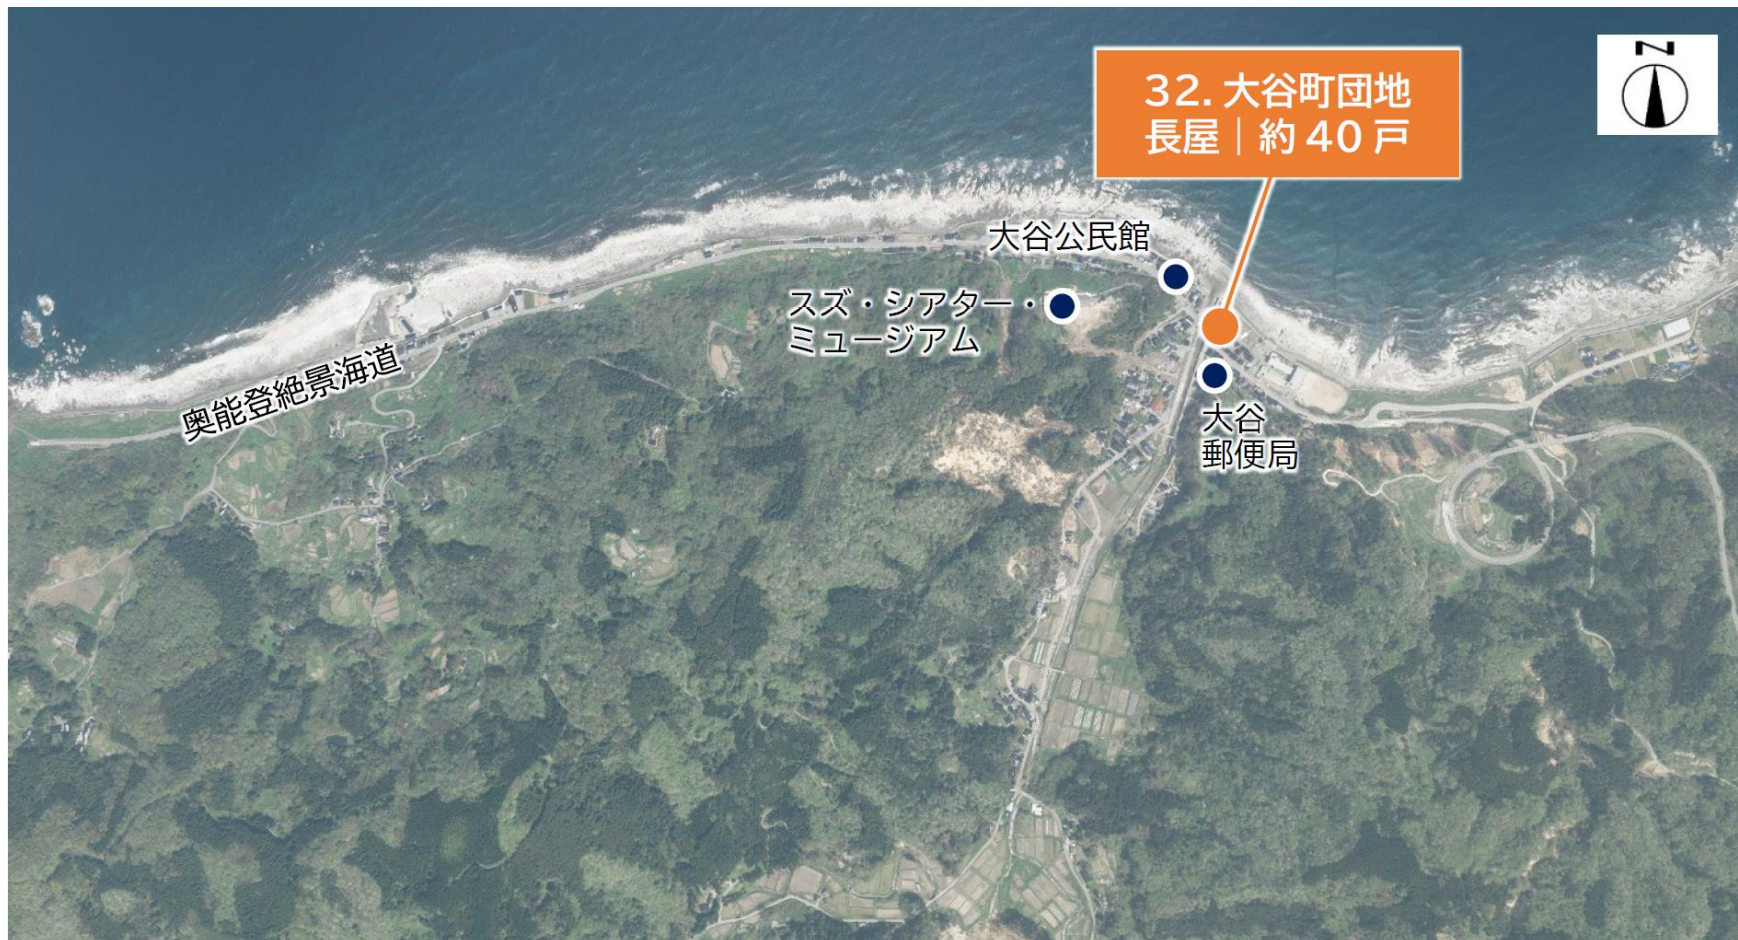 N
32. 大谷町団地
長屋｜約 40 戸
大谷公民館
スズ・シアター・
ミュージアム
奥能登絶景海道
大谷
郵便局